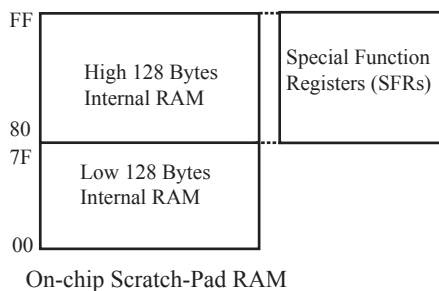 FF
High 128 Bytes
Internal RAM
Special Function
Registers (SFRs)
80
7F
Low 128 Bytes
Internal RAM
00
On-chip Scratch-Pad RAM